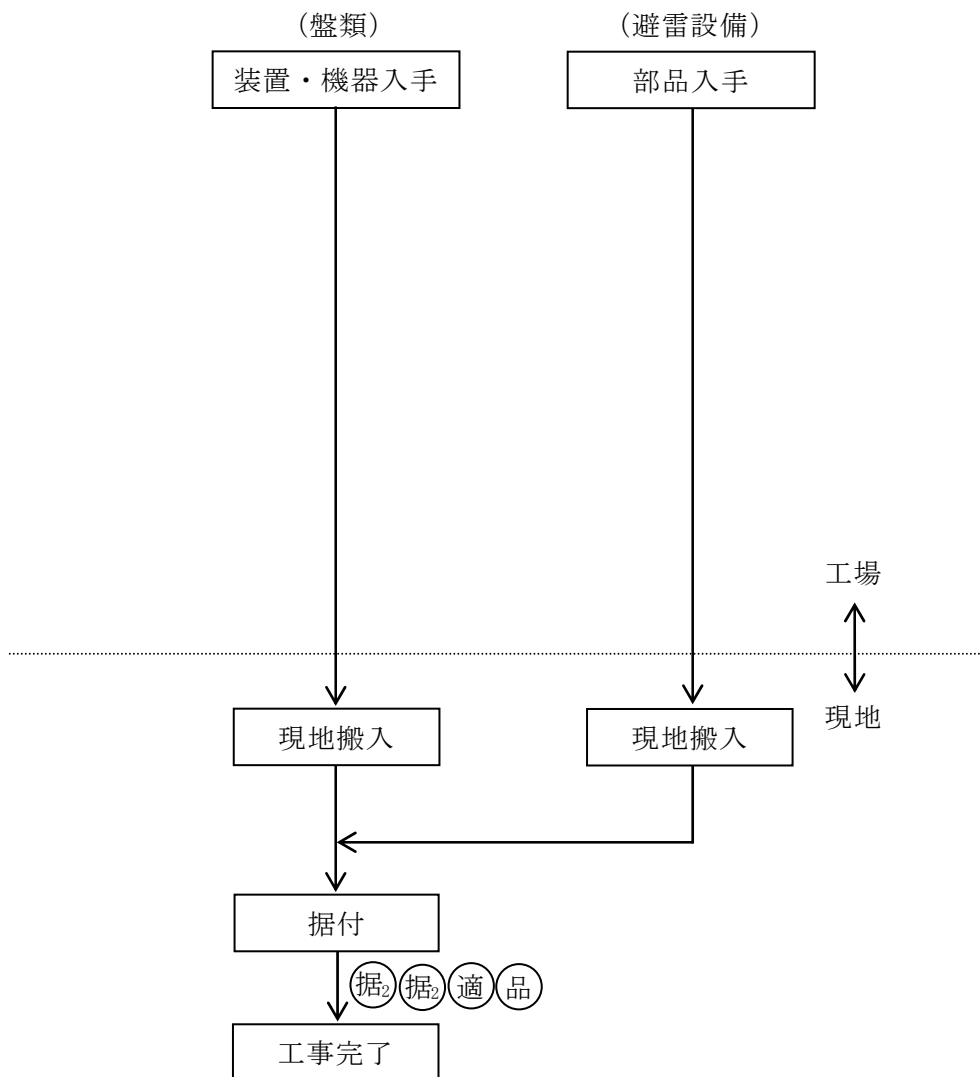 (盤類)
(避雷設備)
装置・機器入手
部品入手
工場
現地
現地搬入
現地搬入
据付
据2 据2 適 品
工事完了